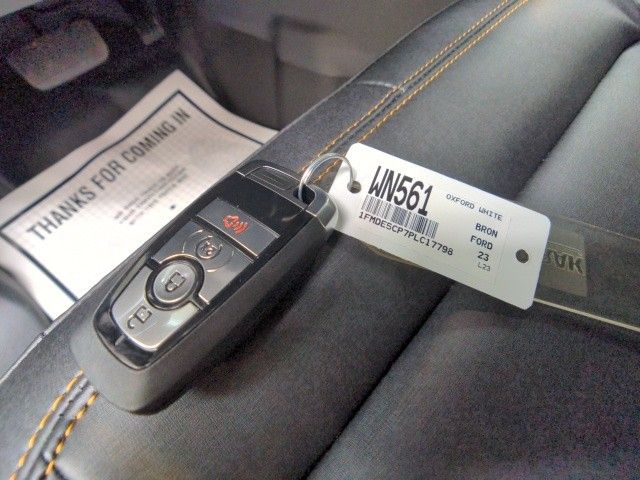 THANKS FOR COMING IN
WN561
1FMDE5CP7PLC17798
OXFORD WHITE
BRON
FORD
23
L23